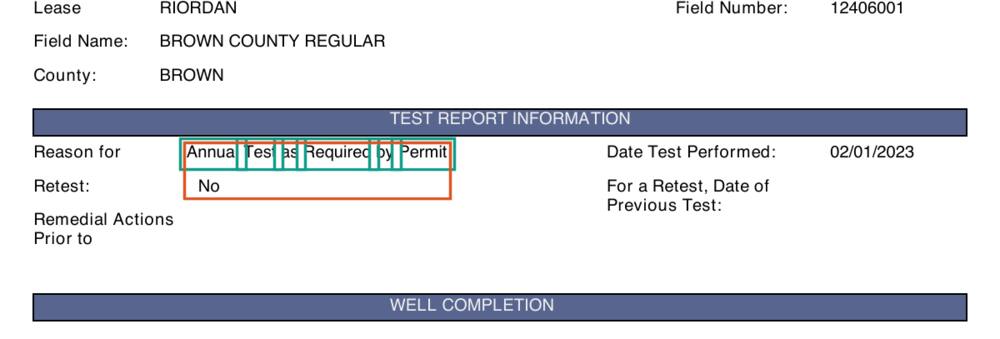 Lease RIORDAN Field Number: 12406001
Field Name: BROWN COUNTY REGULAR
County: BROWN
TEST REPORT INFORMATION
Reason for Annual Test as Required by Permit Date Test Performed: 02/01/2023
Retest: No For a Retest, Date of
Previous Test:
Remedial Actions
Prior to
WELL COMPLETION